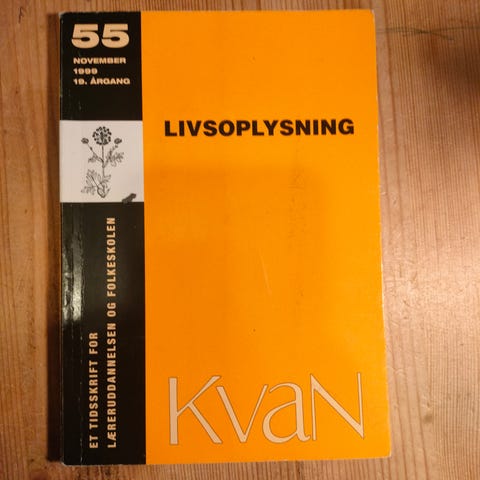 55
NOVEMBER
1999
19. ÅRGANG
LIVSOPLYSNING
ET TIDSSKRIFT FOR
LÆRERUDDANNELSEN OG FOLKESKOLEN
KvaN